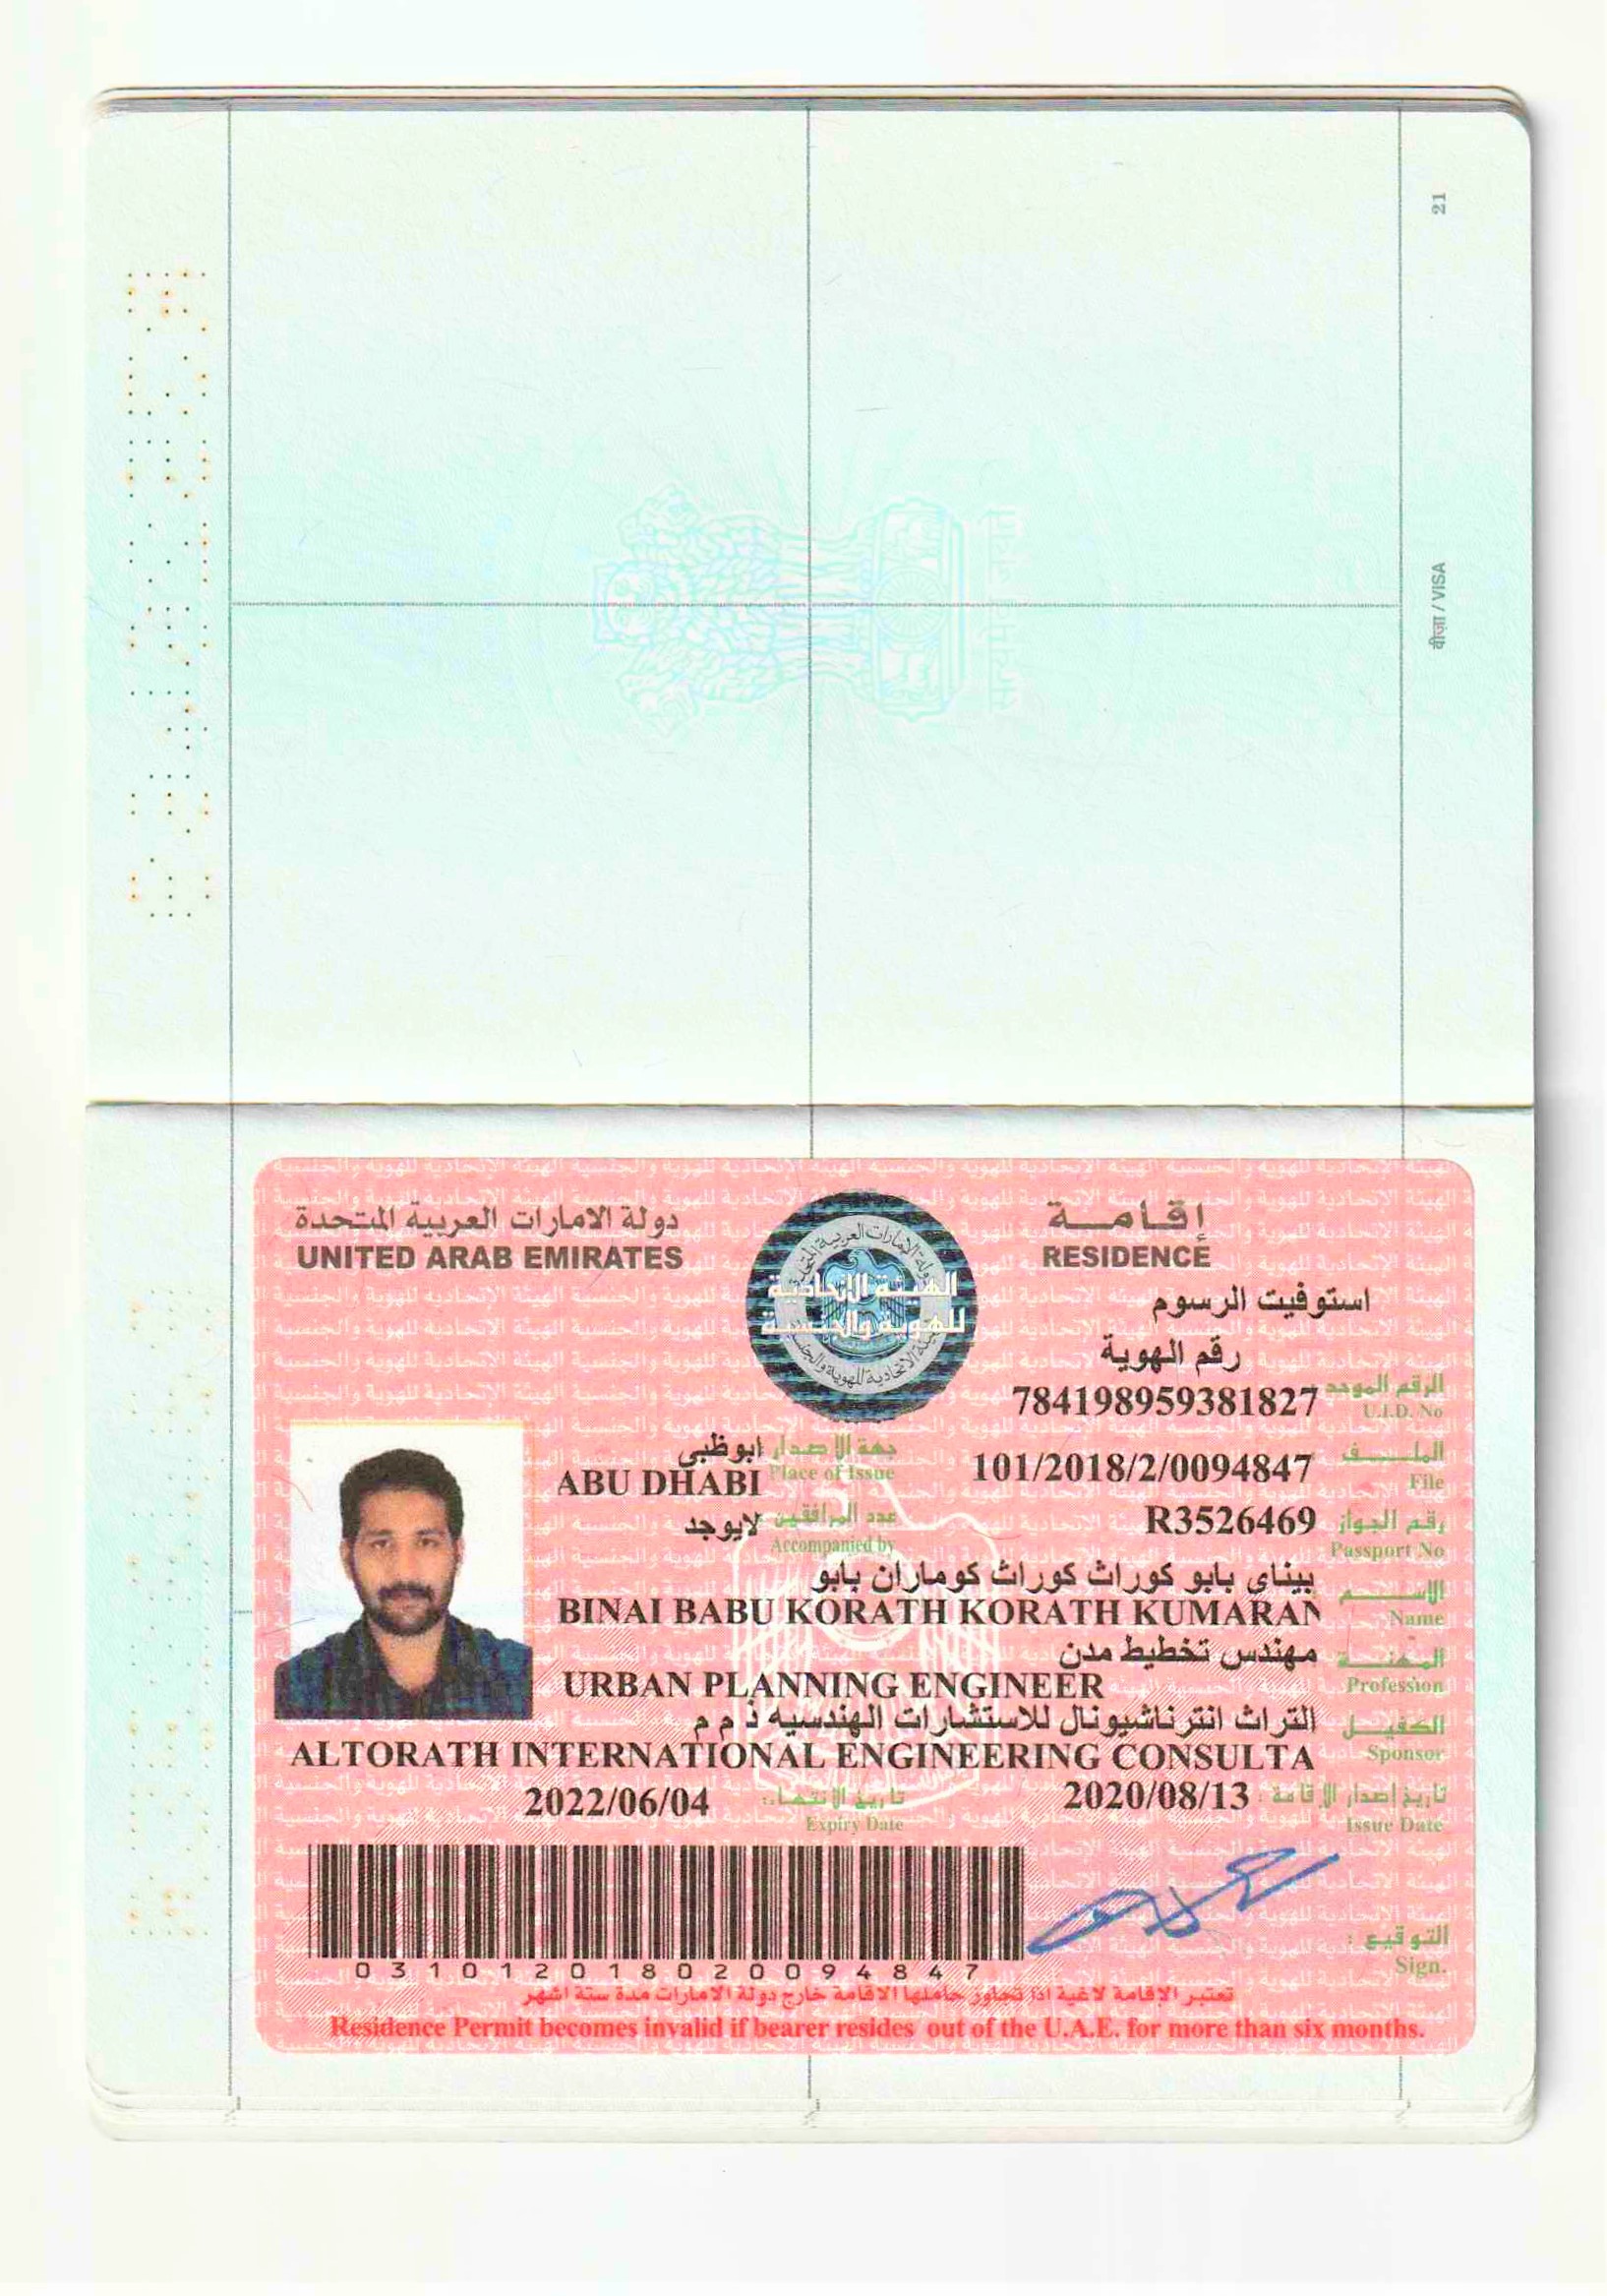 21
वीज़ा / VISA
دولة الامارات العربية المتحدة
UNITED ARAB EMIRATES
إقامة
RESIDENCE
الهيئة الاتحادية
للهوية والجنسية
استوفيت الرسوم
رقم الهوية
784198959381827 الرقم الموحد
U.I.D. No
ابوظبى جهة الاصدار
ABU DHABI Place of Issue
101/2018/2/0094847 الملف
File
لايوجد عدد المرافقين
Accompanied by
R3526469 رقم الجواز
Passport No
بيناي بابو كوراث كوراث كوماران بابو الاسم
BINAI BABU KORATH KORATH KUMARAN Name
مهندس تخطيط مدن المهنة
URBAN PLANNING ENGINEER Profession
التراث انترناشيونال للاستشارات الهندسيه ذ م م الكفيل
ALTORATH INTERNATIONAL ENGINEERING CONSULTA Sponsor
2022/06/04 تاريخ الانتهاء:
Expiry Date
2020/08/13 تاريخ إصدار الاقامة:
Issue Date
التوقيع :
Sign.
031012018020094847
تعتبر الإقامة لاغية اذا تجاوز حاملها الاقامة خارج دولة الامارات مدة ستة اشهر
Residence Permit becomes invalid if bearer resides out of the U.A.E. for more than six months.